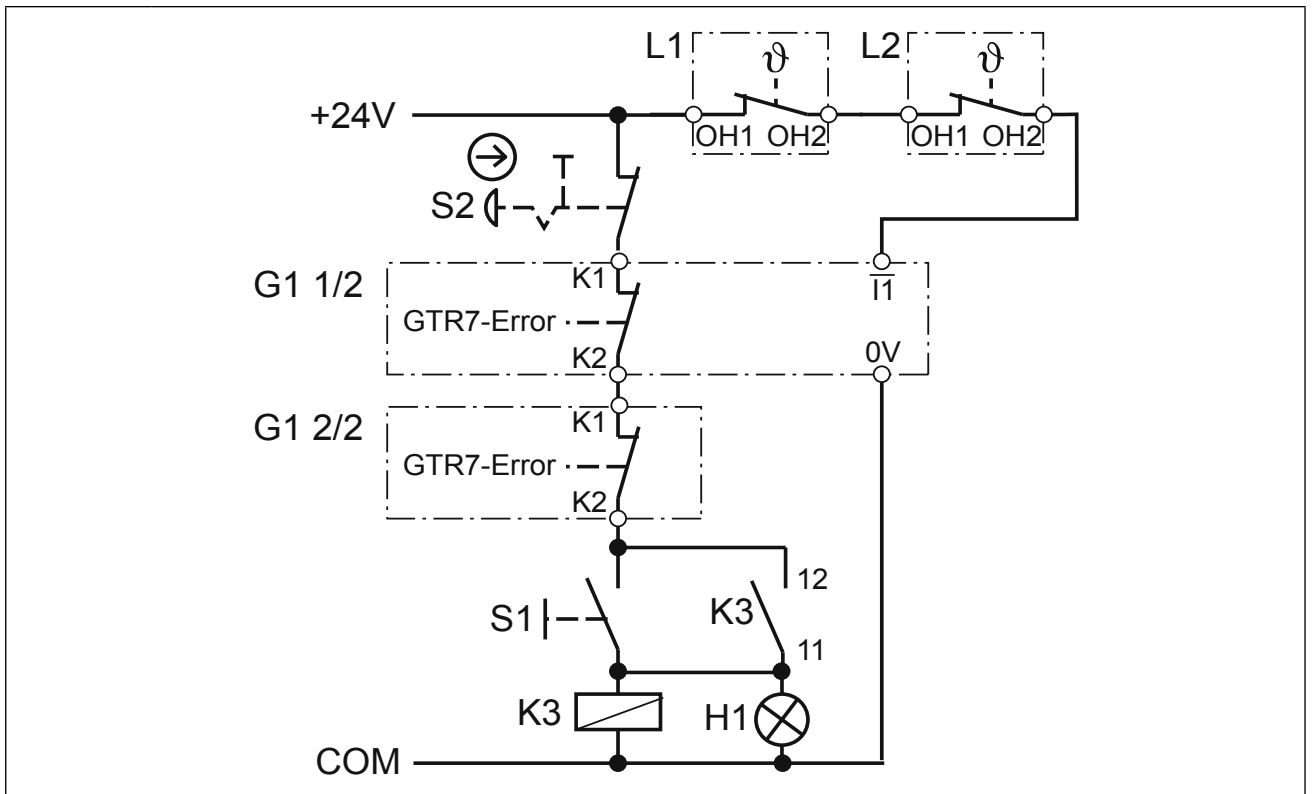 L1
L2
ϑ
ϑ
+24V
OH1 OH2
OH1 OH2
S2
G1 1/2
K1
I1
GTR7-Error
K2
0V
G1 2/2
K1
GTR7-Error
K2
12
S1
K3
11
K3
H1
COM